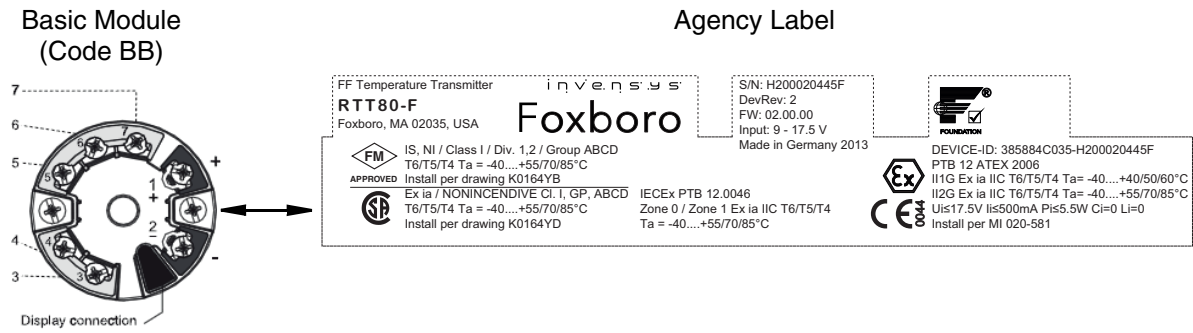 Basic Module
(Code BB)
Agency Label
7
6
5
4
3
7
6
5
4
3
1
+
2
-
+
-
Display connection
FF Temperature Transmitter
RTT80-F
Foxboro, MA 02035, USA
invensys
Foxboro
S/N: H200020445F
DevRev: 2
FW: 02.00.00
Input: 9 - 17.5 V
Made in Germany 2013
®
FOUNDATION
FM
APPROVED
IS, NI / Class I / Div. 1,2 / Group ABCD
T6/T5/T4 Ta = -40....+55/70/85°C
Install per drawing K0164YB
Ex ia / NONINCENDIVE Cl. I, GP, ABCD
T6/T5/T4 Ta = -40....+55/70/85°C
Install per drawing K0164YD
IECEx PTB 12.0046
Zone 0 / Zone 1 Ex ia IIC T6/T5/T4
Ta = -40....+55/70/85°C
DEVICE-ID: 385884C035-H200020445F
PTB 12 ATEX 2006
II1G Ex ia IIC T6/T5/T4 Ta= -40....+40/50/60°C
II2G Ex ia IIC T6/T5/T4 Ta= -40....+55/70/85°C
Ui≤17.5V Ii≤500mA Pi≤5.5W Ci=0 Li=0
Install per MI 020-581
Ex
CE 0044